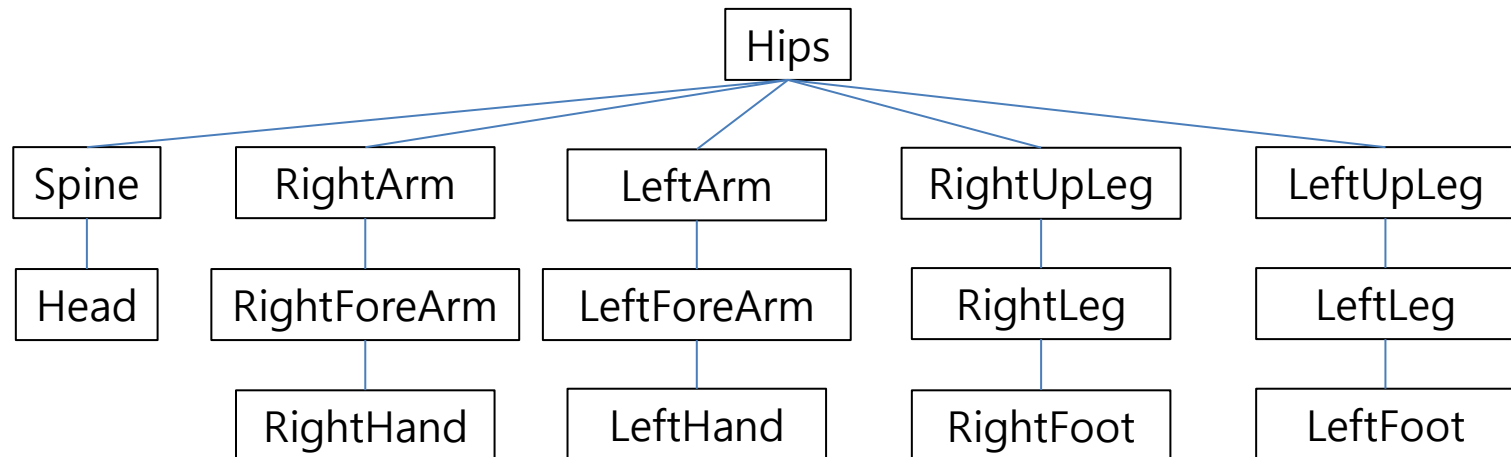 Hips
Spine RightArm LeftArm RightUpLeg LeftUpLeg
Head RightForeArm LeftForeArm RightLeg LeftLeg
RightHand LeftHand RightFoot LeftFoot